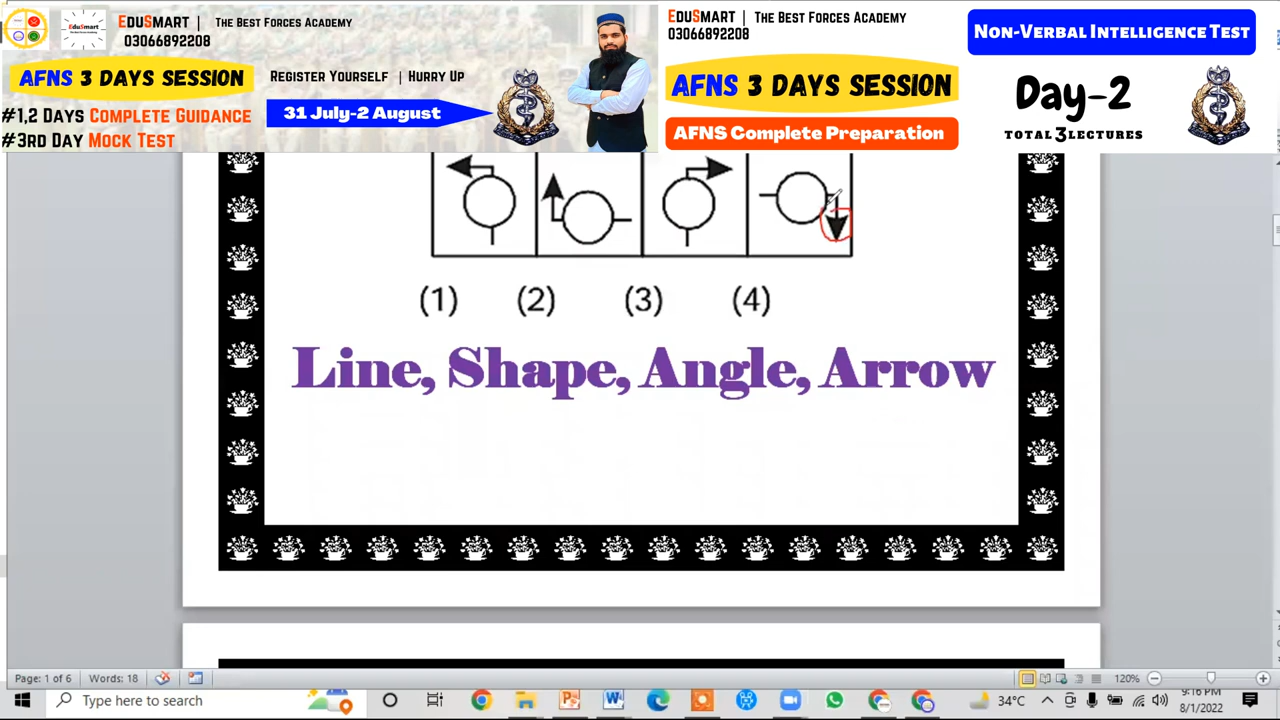 EduSmart | The Best Forces Academy
03066892208
EduSmart
AFNS 3 DAYS SESSION
Register Yourself | Hurry Up
31 July-2 August
#1,2 Days Complete Guidance
#3rd Day Mock Test
EduSmart | The Best Forces Academy
03066892208
AFNS 3 DAYS SESSION
AFNS Complete Preparation
Non-Verbal Intelligence Test
Day-2
Total 3 Lectures
(1) (2) (3) (4)
Line, Shape, Angle, Arrow
Page: 1 of 6 Words: 18
120%
Type here to search
34°C
9:16 PM
8/1/2022